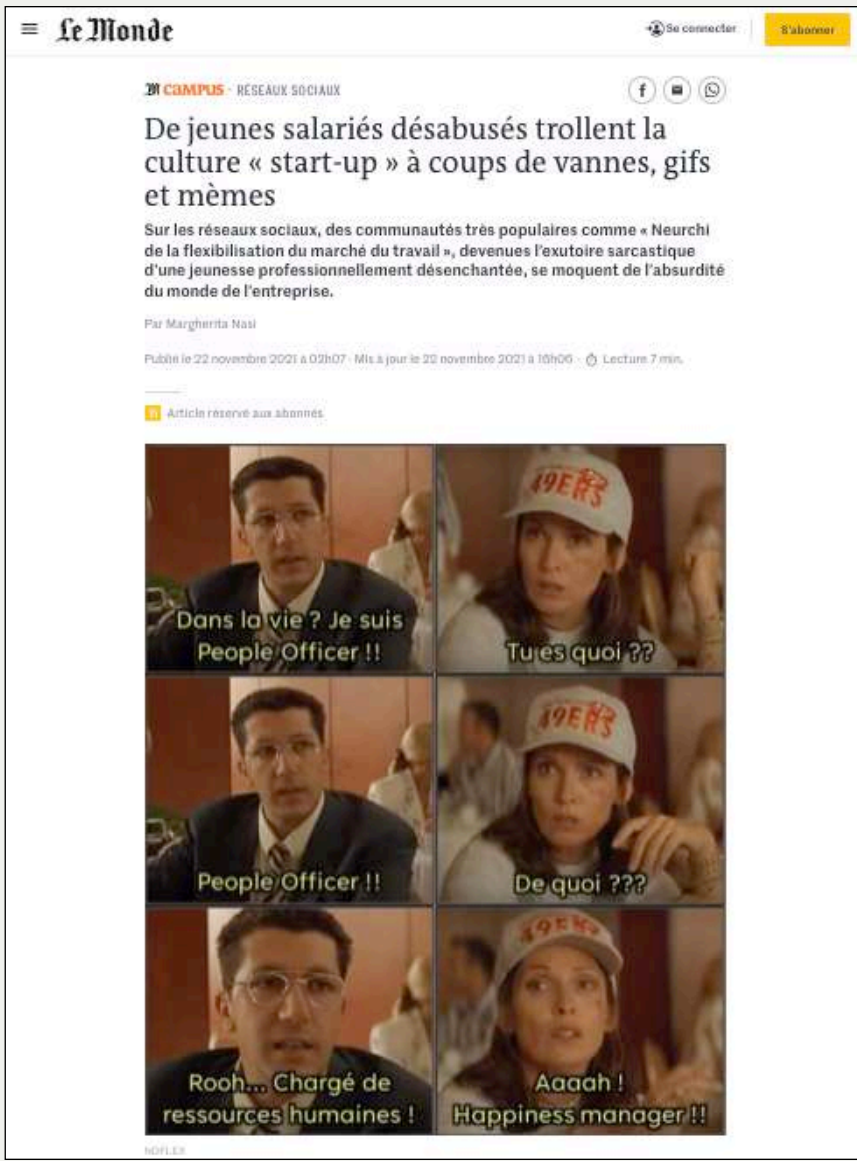 Le Monde
Se connecter
S'abonner
M CAMPUS · RÉSEAUX SOCIAUX
De jeunes salariés désabusés trollent la
culture « start-up » à coups de vannes, gifs
et mèmes
Sur les réseaux sociaux, des communautés très populaires comme « Neurchi
de la flexibilisation du marché du travail », devenues l'exutoire sarcastique
d'une jeunesse professionnellement désenchantée, se moquent de l'absurdité
du monde de l'entreprise.
Par Margherita Nasi
Publié le 22 novembre 2021 à 02h07 · Mis à jour le 22 novembre 2021 à 16h06 · Lecture 7 min.
Article réservé aux abonnés
49ERS
Dans la vie ? Je suis
People Officer !!
Tu es quoi ??
49ERS
People Officer !!
De quoi ???
49ERS
Rooh... Chargé de
ressources humaines !
Aaaah !
Happiness manager !!
NDFLEX